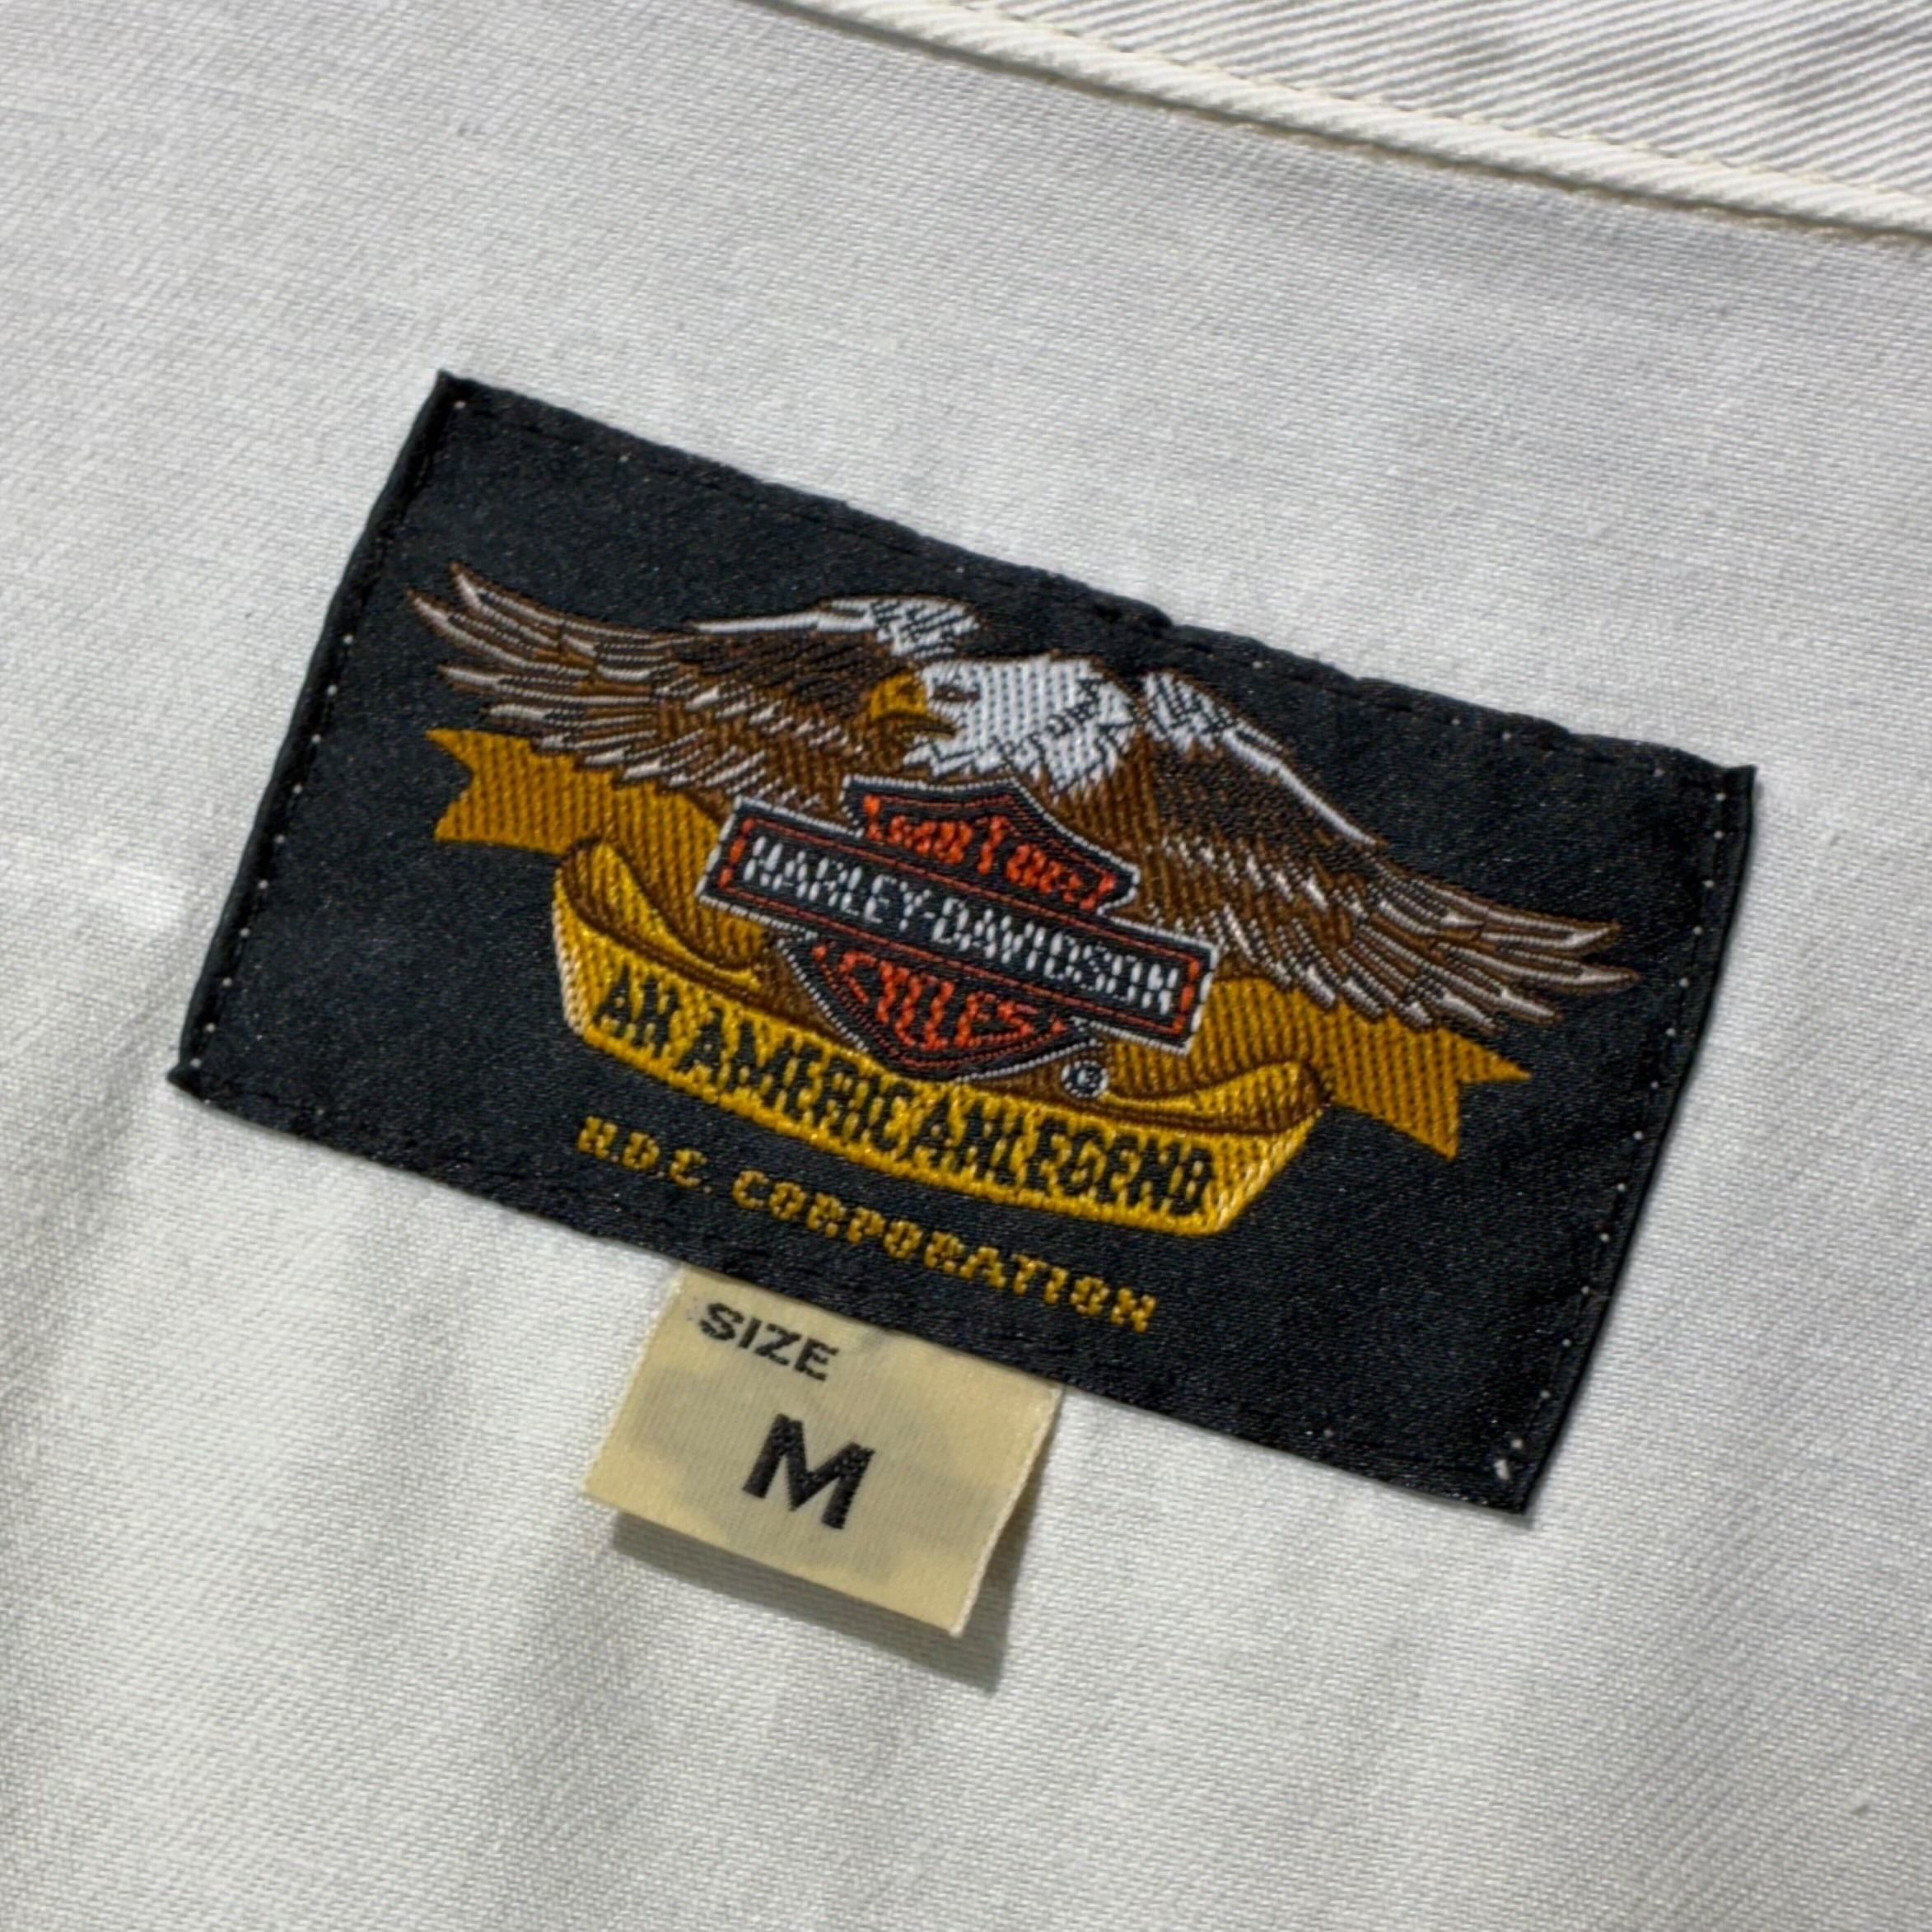 HARLEY-DAVIDSON
CYCLES
®
AN AMERICAN LEGEND
H.D.C. CORPORATION
SIZE
M